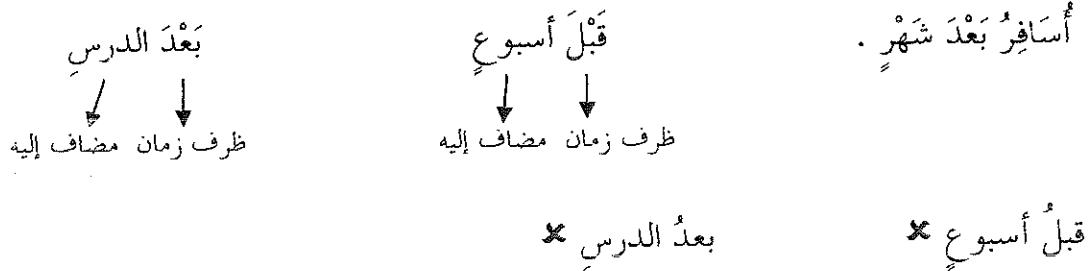 أُسَافِرُ بَعْدَ شَهْرٍ .
قَبْلَ أسبوعٍ
بَعْدَ الدرسِ
ظرف زمان مضاف إليه
ظرف زمان مضاف إليه
قبلُ أسبوعٍ ✖
بعدُ الدرسِ ✖